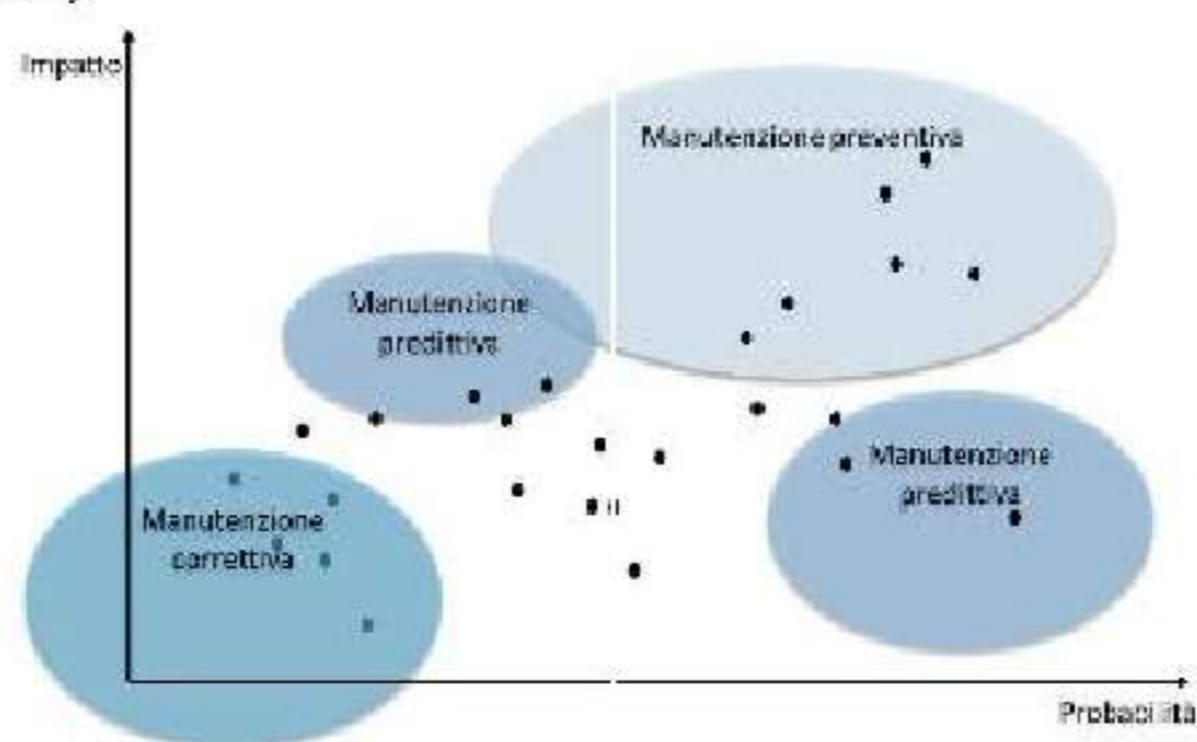 Impatto
Manutenzione preventiva
Manutenzione
predittiva
Manutenzione
predittiva
Manutenzione
correttiva
Probabilità